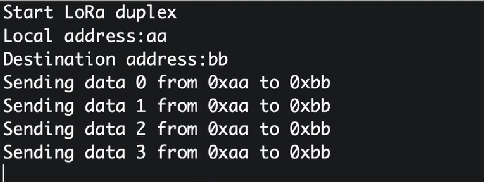 Start LoRa duplex
Local address:aa
Destination address:bb
Sending data 0 from 0xaa to 0xbb
Sending data 1 from 0xaa to 0xbb
Sending data 2 from 0xaa to 0xbb
Sending data 3 from 0xaa to 0xbb